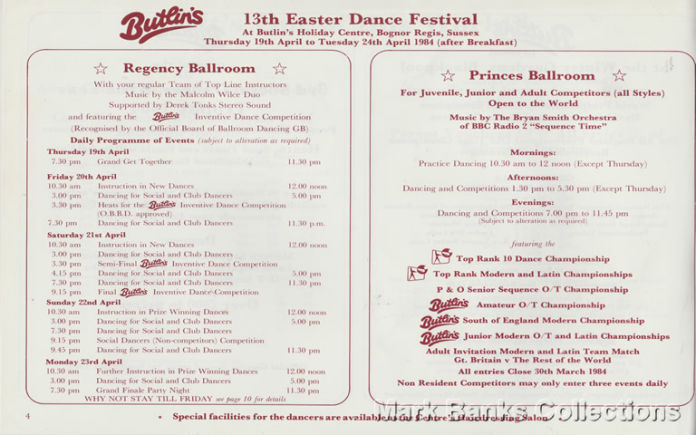 Butlin's
13th Easter Dance Festival
At Butlin's Holiday Centre, Bognor Regis, Sussex
Thursday 19th April to Tuesday 24th April 1984 (after Breakfast)
☆ Regency Ballroom ☆
With your regular Team of Top Line Instructors
Music by the Malcolm Wilce Duo
Supported by Derek Tonks Stereo Sound
and featuring the Butlin's Inventive Dance Competition
(Recognised by the Official Board of Ballroom Dancing GB)
Daily Programme of Events (subject to alteration as required)
Thursday 19th April
7.30 pm Grand Get Together 11.30 pm
Friday 20th April
10.30 am Instruction in New Dances 12.00 noon
3.00 pm Dancing for Social and Club Dancers 5.00 pm
3.30 pm Heats for the Butlin's Inventive Dance Competition
(O.B.B.D. approved)
7.30 pm Dancing for Social and Club Dancers 11.30 p.m.
Saturday 21st April
10.30 am Instruction in New Dances 12.00 noon
3.00 pm Dancing for Social and Club Dancers
3.30 pm Semi-Final Butlin's Inventive Dance Competition
4.15 pm Dancing for Social and Club Dancers 5.00 pm
7.30 pm Dancing for Social and Club Dancers 11.30 pm
9.15 pm Final Butlin's Inventive Dance Competition
Sunday 22nd April
10.30 am Instruction in Prize Winning Dances 12.00 noon
3.00 pm Dancing for Social and Club Dancers 5.00 pm
7.30 pm Dancing for Social and Club Dancers
9.15 pm Social Dancers (Non-competitors) Competition
9.45 pm Dancing for Social and Club Dancers 11.30 pm
Monday 23rd April
10.30 am Further Instruction in Prize Winning Dances 12.00 noon
3.00 pm Dancing for Social and Club Dancers 5.00 pm
7.30 pm Grand Finale Party Night 11.30 pm
WHY NOT STAY TILL FRIDAY see page 10 for details
☆ Princes Ballroom ☆
For Juvenile, Junior and Adult Competitors (all Styles)
Open to the World
Music by The Bryan Smith Orchestra
of BBC Radio 2 "Sequence Time"
Mornings:
Practice Dancing 10.30 am to 12 noon (Except Thursday)
Afternoons:
Dancing and Competitions 1.30 pm to 5.30 pm (Except Thursday)
Evenings:
Dancing and Competitions 7.00 pm to 11.45 pm
(Subject to alteration as required)
featuring the
Top Rank 10 Dance Championship
Top Rank Modern and Latin Championships
P & O Senior Sequence O/T Championship
Butlin's Amateur O/T Championship
Butlin's South of England Modern Championship
Butlin's Junior Modern O/T and Latin Championships
Adult Invitation Modern and Latin Team Match
Gt. Britain v The Rest of the World
All entries Close 30th March 1984
Non Resident Competitors may only enter three events daily
4
• Special facilities for the dancers are available in our Centre's Hairdressing Salon
Mark Banks Collections